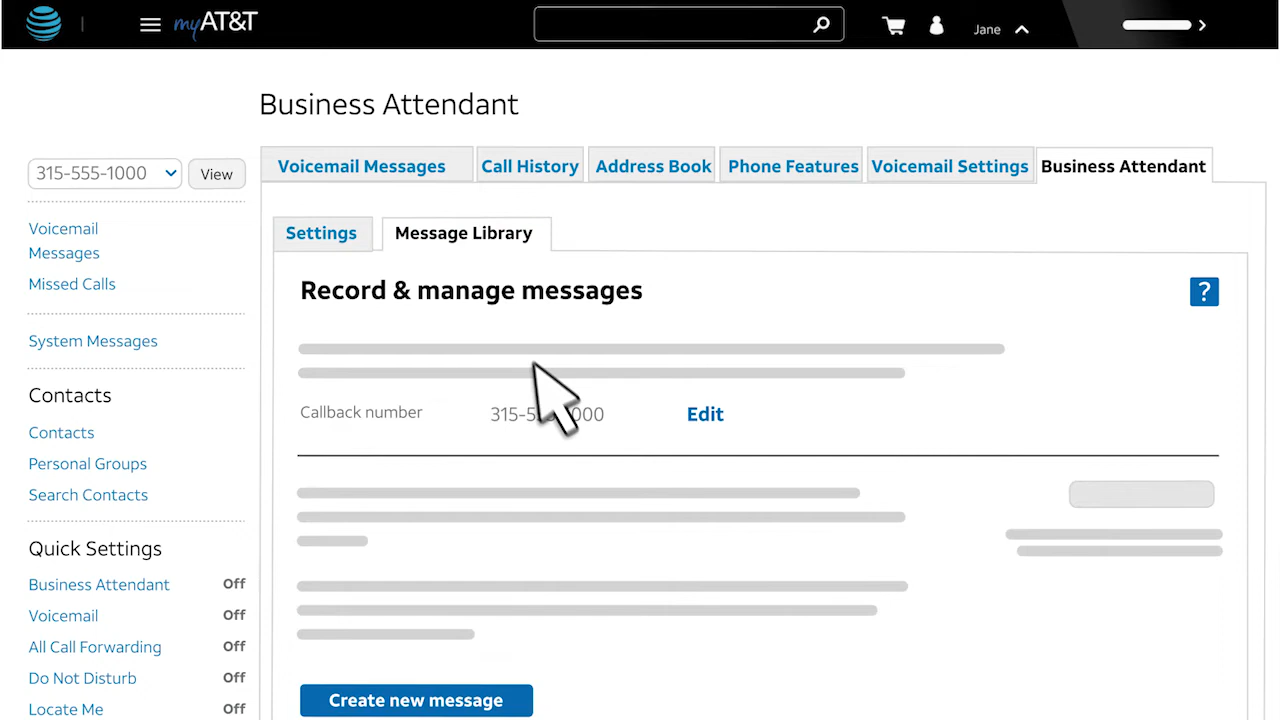 myAT&T
Jane
Business Attendant
315-555-1000
View
Voicemail Messages
Call History
Address Book
Phone Features
Voicemail Settings
Business Attendant
Voicemail
Messages
Missed Calls
System Messages
Contacts
Contacts
Personal Groups
Search Contacts
Quick Settings
Business Attendant Off
Voicemail Off
All Call Forwarding Off
Do Not Disturb Off
Locate Me Off
Settings
Message Library
Record & manage messages
?
Callback number
Edit
Create new message